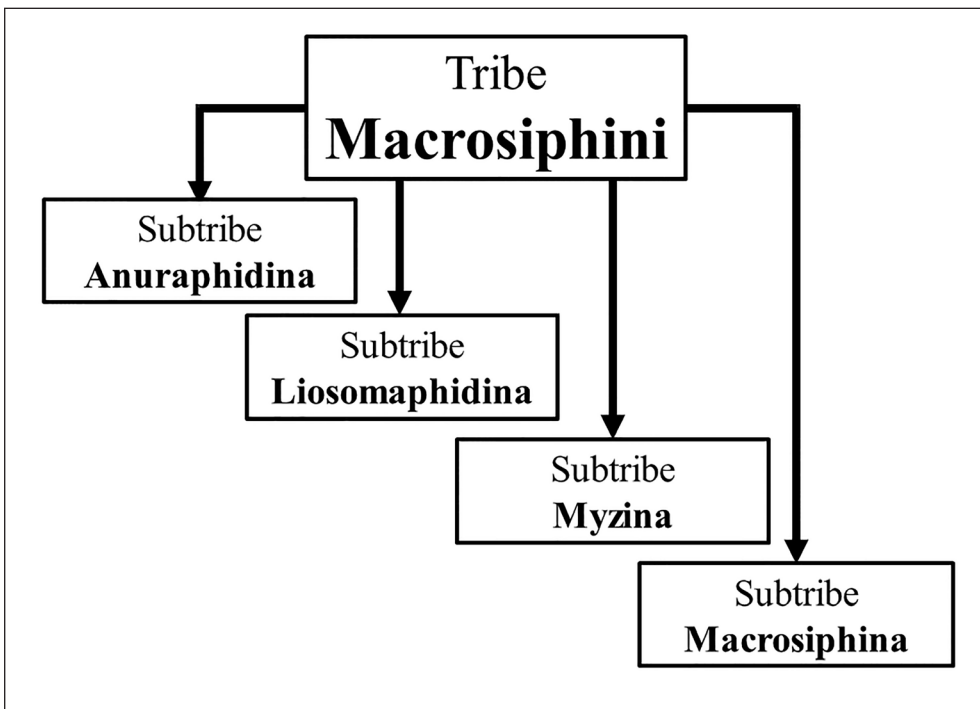 Tribe
Macrosiphini
Subtribe
Anuraphidina
Subtribe
Liosomaphidina
Subtribe
Myzina
Subtribe
Macrosiphina